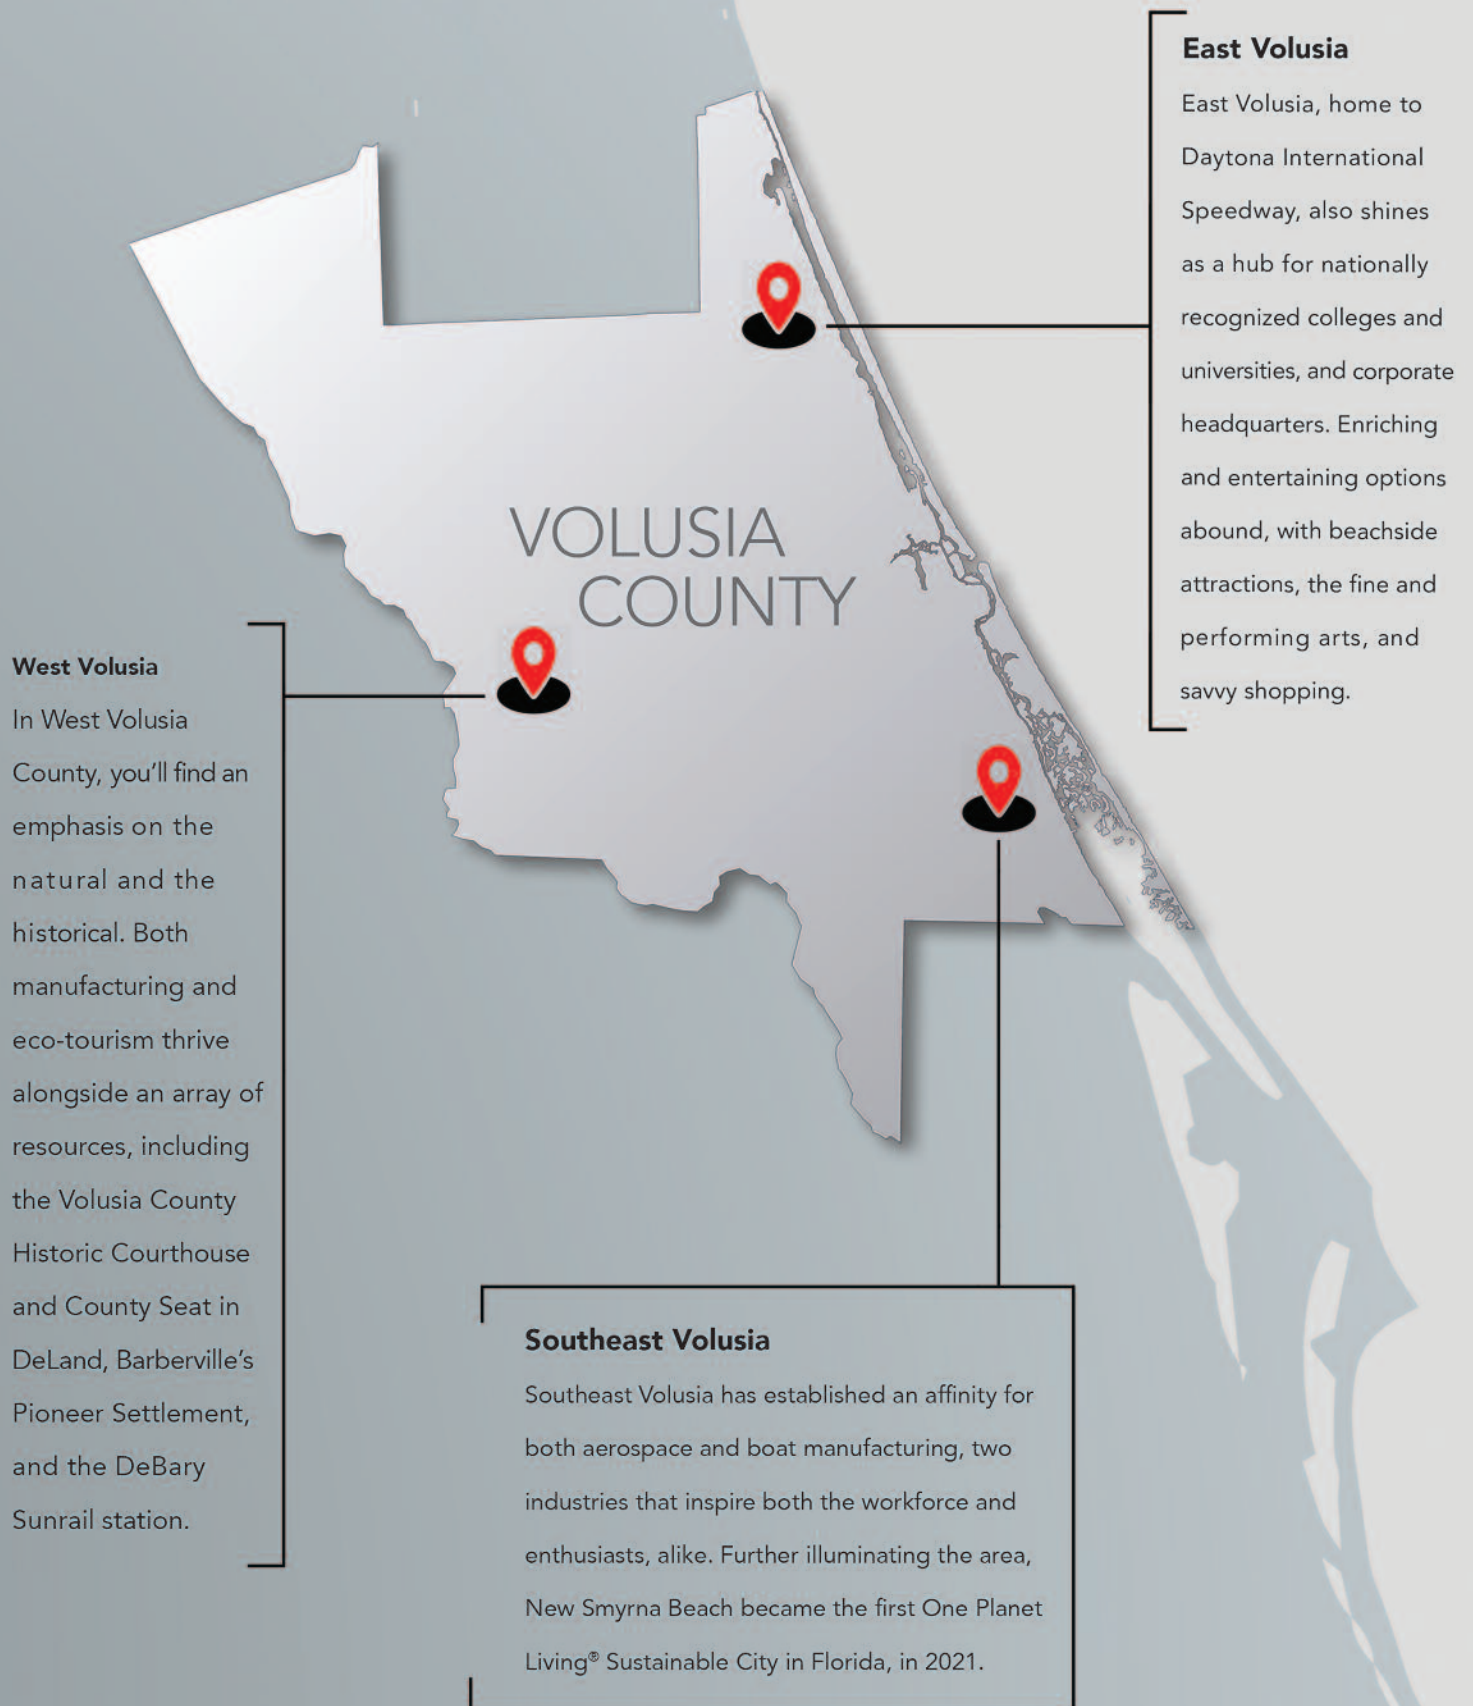 East Volusia
East Volusia, home to
Daytona International
Speedway, also shines
as a hub for nationally
recognized colleges and
universities, and corporate
headquarters. Enriching
and entertaining options
abound, with beachside
attractions, the fine and
performing arts, and
savvy shopping.
VOLUSIA
COUNTY
West Volusia
In West Volusia
County, you'll find an
emphasis on the
natural and the
historical. Both
manufacturing and
eco-tourism thrive
alongside an array of
resources, including
the Volusia County
Historic Courthouse
and County Seat in
DeLand, Barberville's
Pioneer Settlement,
and the DeBary
Sunrail station.
Southeast Volusia
Southeast Volusia has established an affinity for
both aerospace and boat manufacturing, two
industries that inspire both the workforce and
enthusiasts, alike. Further illuminating the area,
New Smyrna Beach became the first One Planet
Living® Sustainable City in Florida, in 2021.